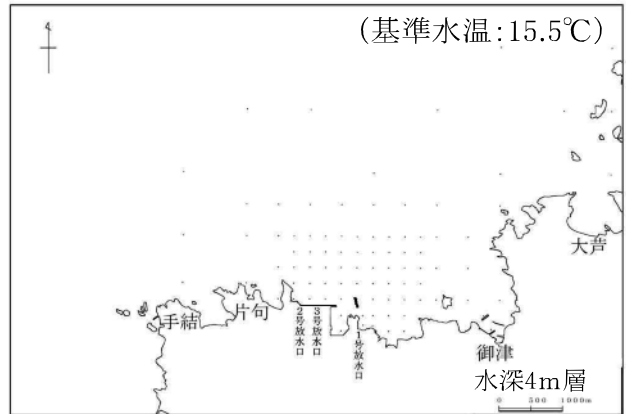 (基準水温:15.5℃)
大芦
手結
片句
2号放水口
3号放水口
1号放水口
御津
水深4m層
0 500 1000m